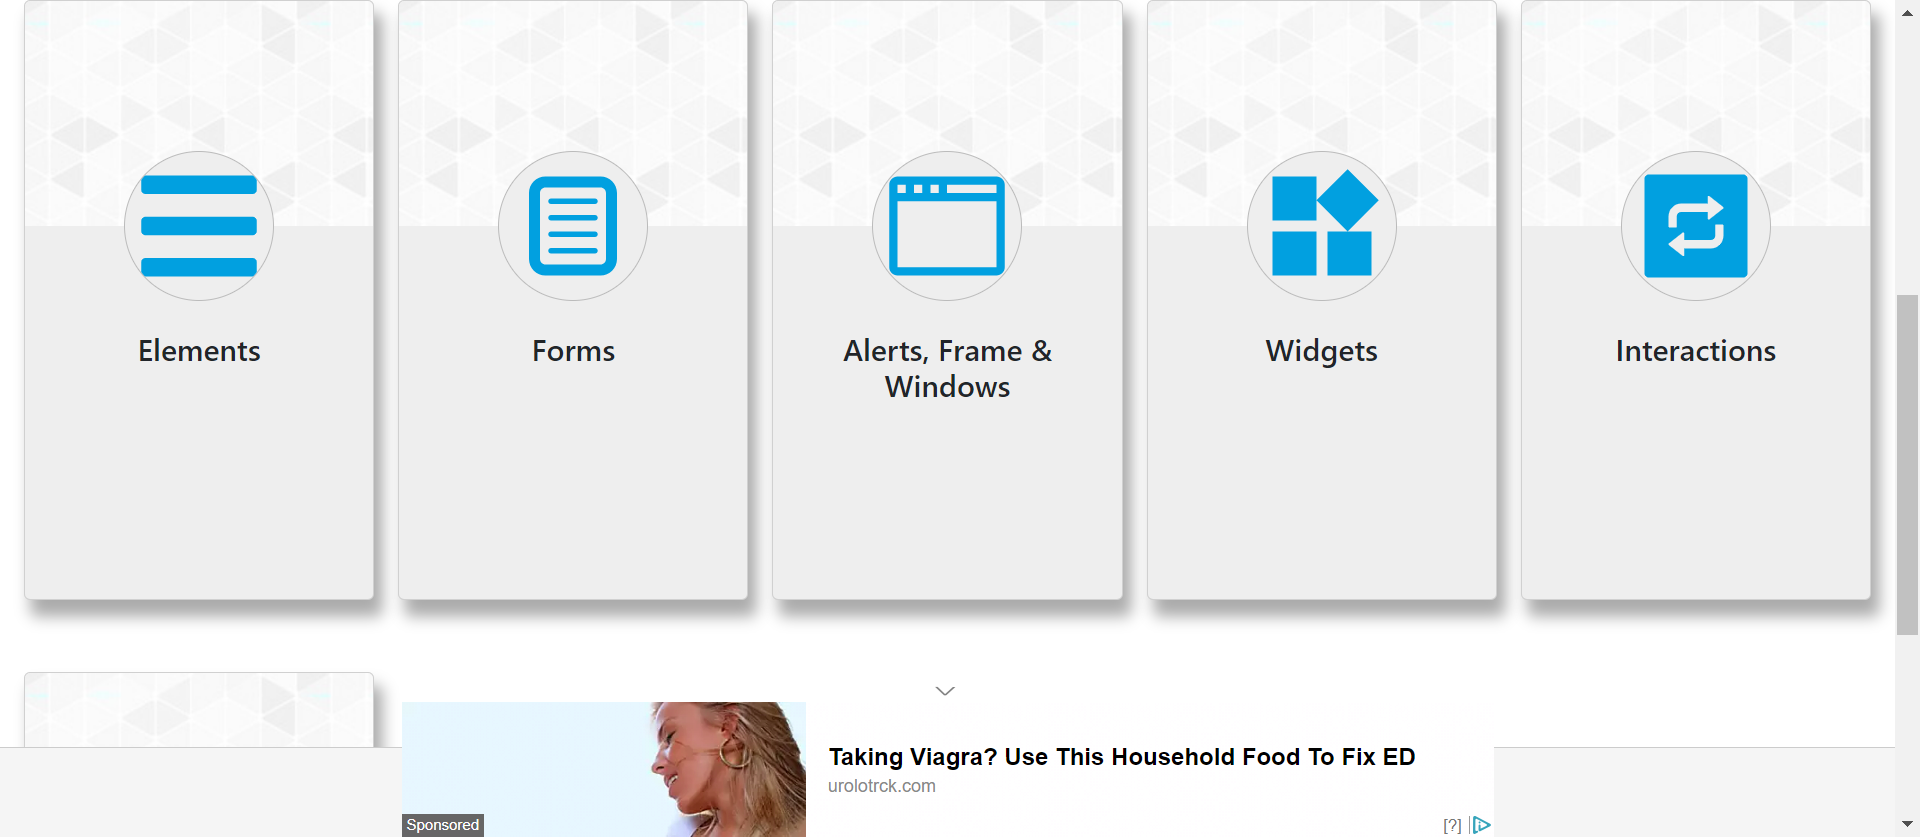 Elements
Forms
Alerts, Frame &
Windows
Widgets
Interactions
Taking Viagra? Use This Household Food To Fix ED
urolotrck.com
Sponsored
[?]